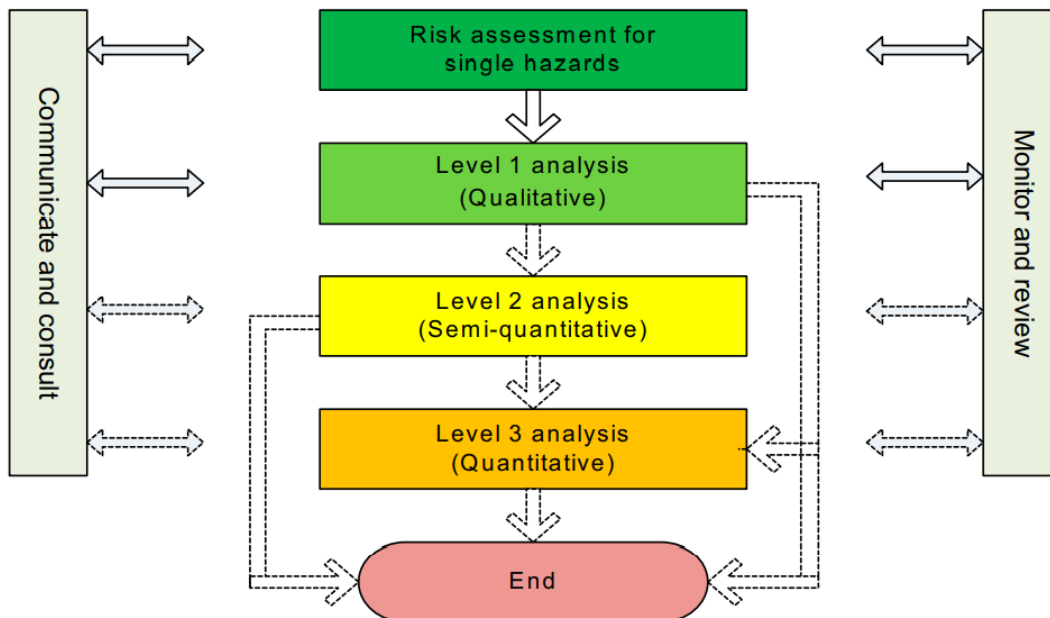 Communicate and consult
Risk assessment for
single hazards
Level 1 analysis
(Qualitative)
Level 2 analysis
(Semi-quantitative)
Level 3 analysis
(Quantitative)
End
Monitor and review